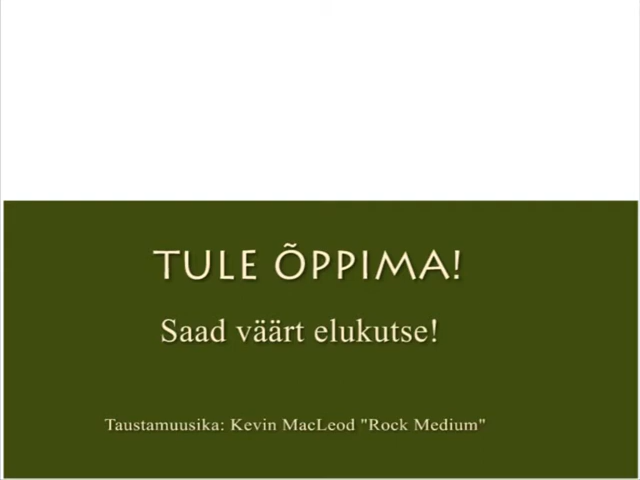 TULE ÕPPIMA!
Saad väärt elukutse!
Taustamuusika: Kevin MacLeod "Rock Medium"